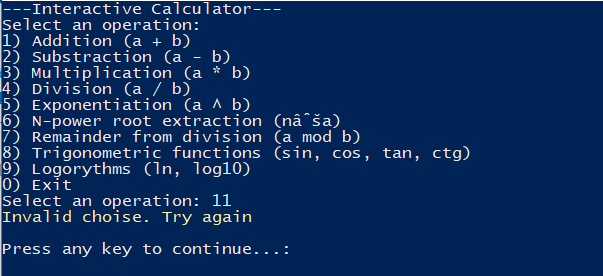 ---Interactive Calculator---
Select an operation:
1) Addition (a + b)
2) Substraction (a - b)
3) Multiplication (a * b)
4) Division (a / b)
5) Exponentiation (a ^ b)
6) N-power root extraction (nâˆša)
7) Remainder from division (a mod b)
8) Trigonometric functions (sin, cos, tan, ctg)
9) Logorythms (ln, log10)
0) Exit
Select an operation: 11
Invalid choise. Try again
Press any key to continue...: